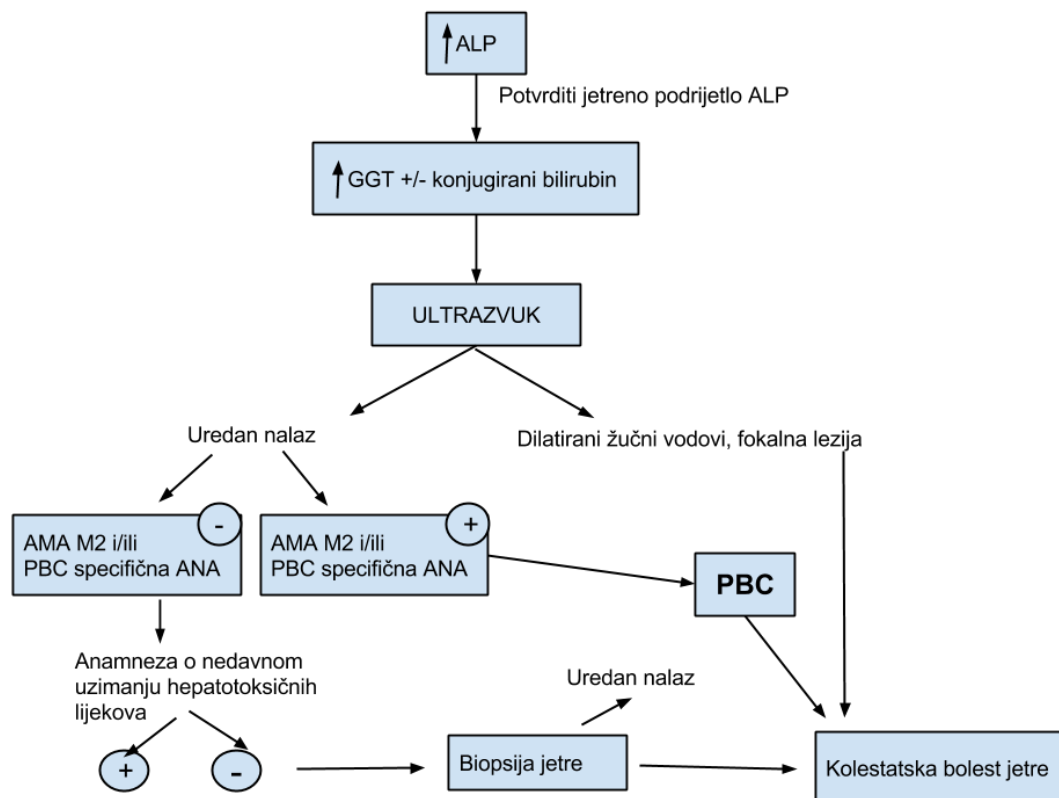 ALP
Potvrditi jetreno podrijetlo ALP
GGT +/- konjugirani bilirubin
ULTRAZVUK
Uredan nalaz
Dilatirani žučni vodovi, fokalna lezija
-
AMA M2 i/ili
PBC specifična ANA
+
AMA M2 i/ili
PBC specifična ANA
PBC
Anamneza o nedavnom
uzimanju hepatotoksičnih
lijekova
Uredan nalaz
+
-
Biopsija jetre
Kolestatska bolest jetre